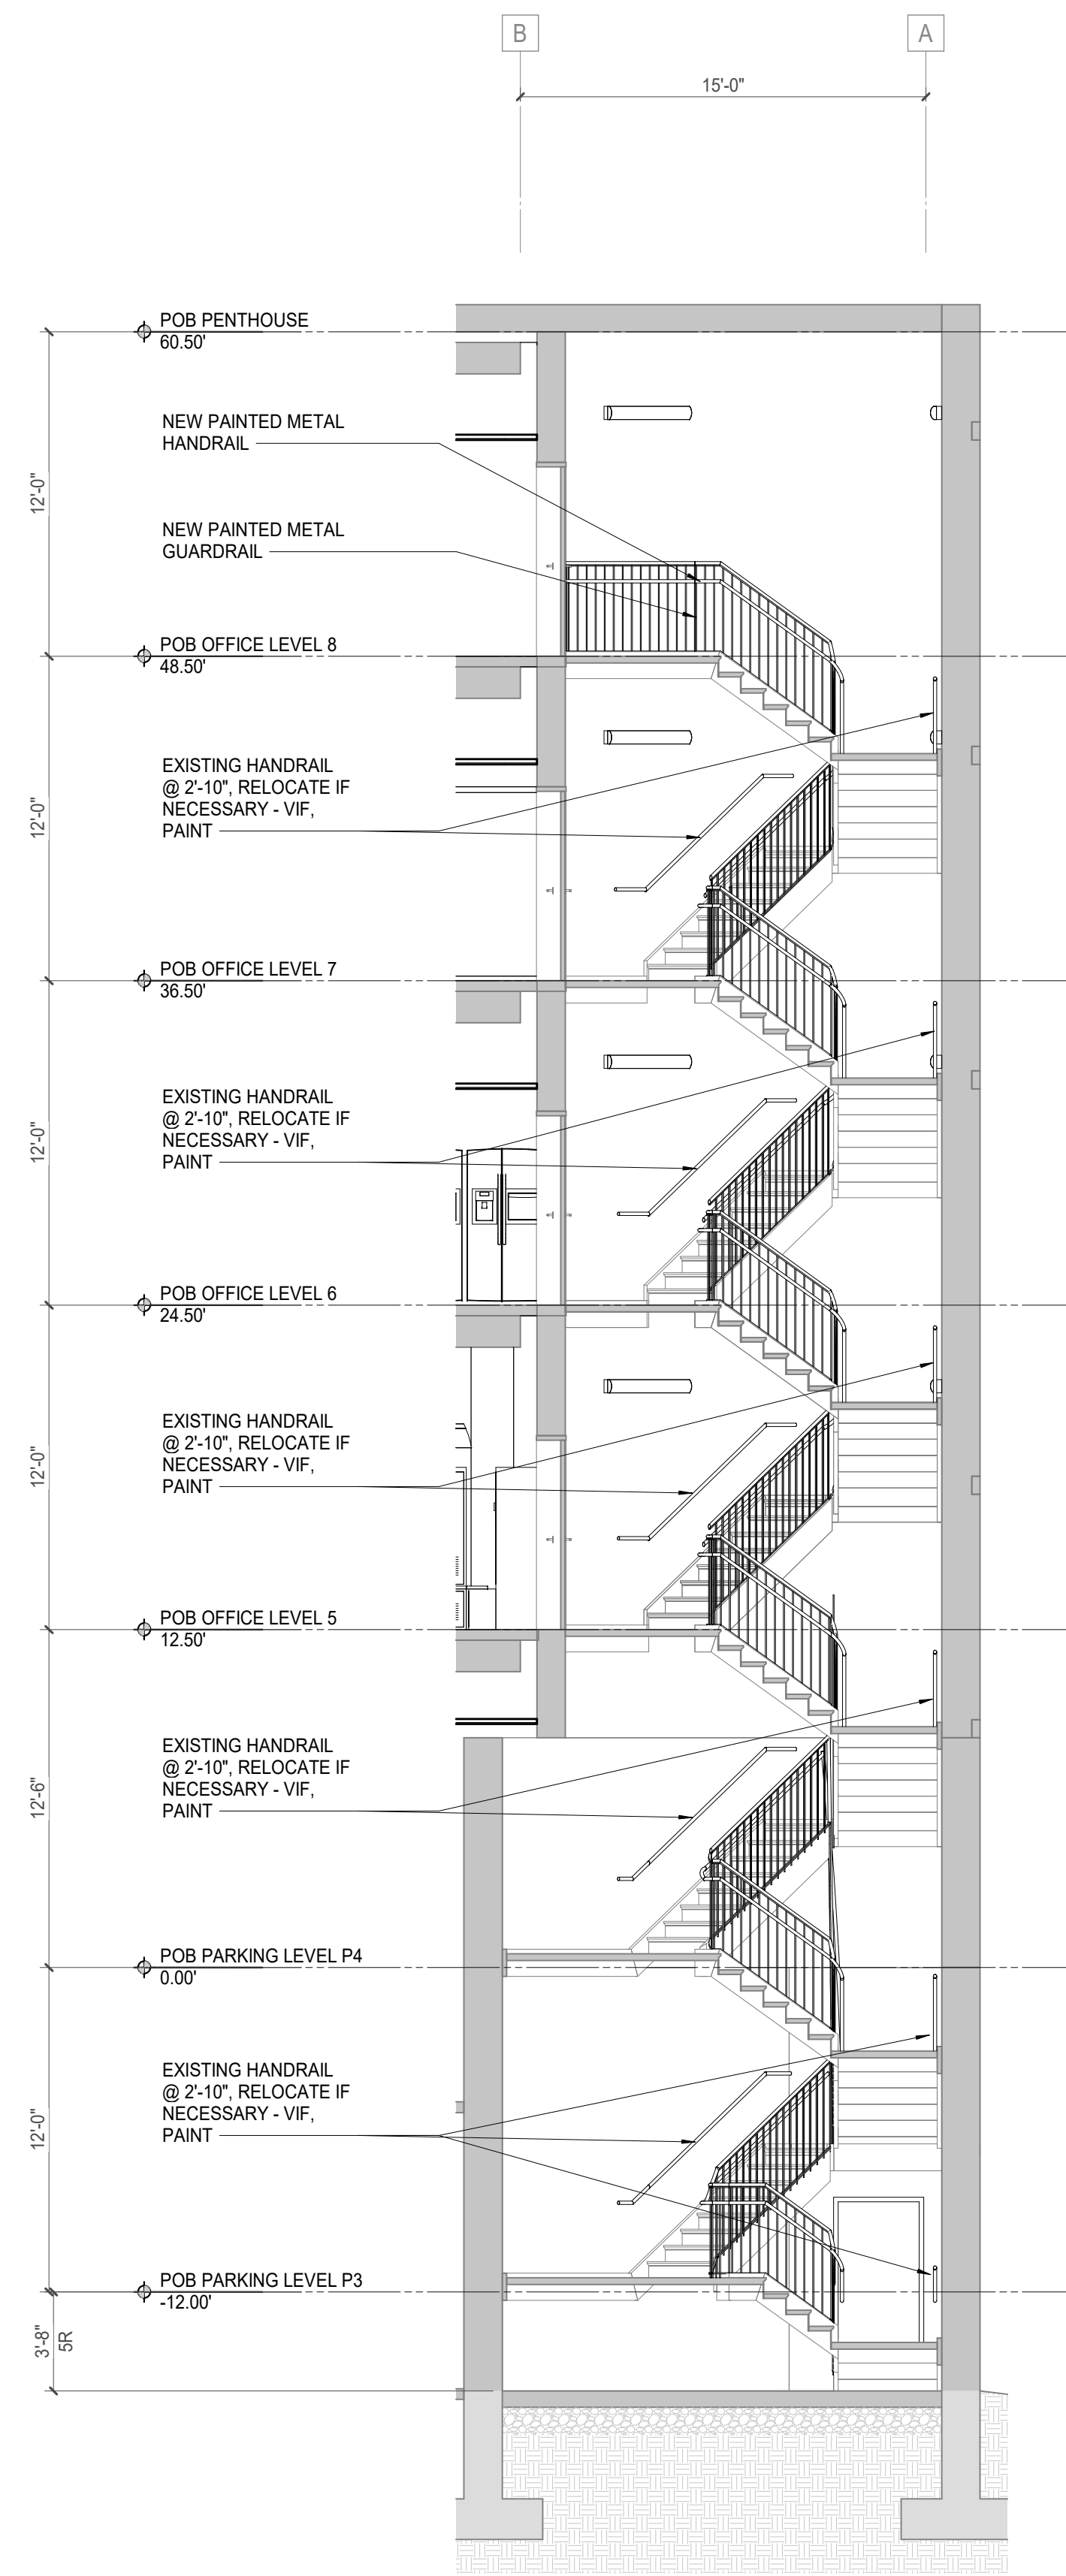 B
A
15'-0"
POB PENTHOUSE
60.50'
NEW PAINTED METAL
HANDRAIL
12'-0"
NEW PAINTED METAL
GUARDRAIL
POB OFFICE LEVEL 8
48.50'
EXISTING HANDRAIL
@ 2'-10", RELOCATE IF
NECESSARY - VIF,
PAINT
12'-0"
POB OFFICE LEVEL 7
36.50'
EXISTING HANDRAIL
@ 2'-10", RELOCATE IF
NECESSARY - VIF,
PAINT
12'-0"
POB OFFICE LEVEL 6
24.50'
EXISTING HANDRAIL
@ 2'-10", RELOCATE IF
NECESSARY - VIF,
PAINT
12'-0"
POB OFFICE LEVEL 5
12.50'
EXISTING HANDRAIL
@ 2'-10", RELOCATE IF
NECESSARY - VIF,
PAINT
12'-6"
POB PARKING LEVEL P4
0.00'
EXISTING HANDRAIL
@ 2'-10", RELOCATE IF
NECESSARY - VIF,
PAINT
12'-0"
POB PARKING LEVEL P3
-12.00'
3'-8"
5R